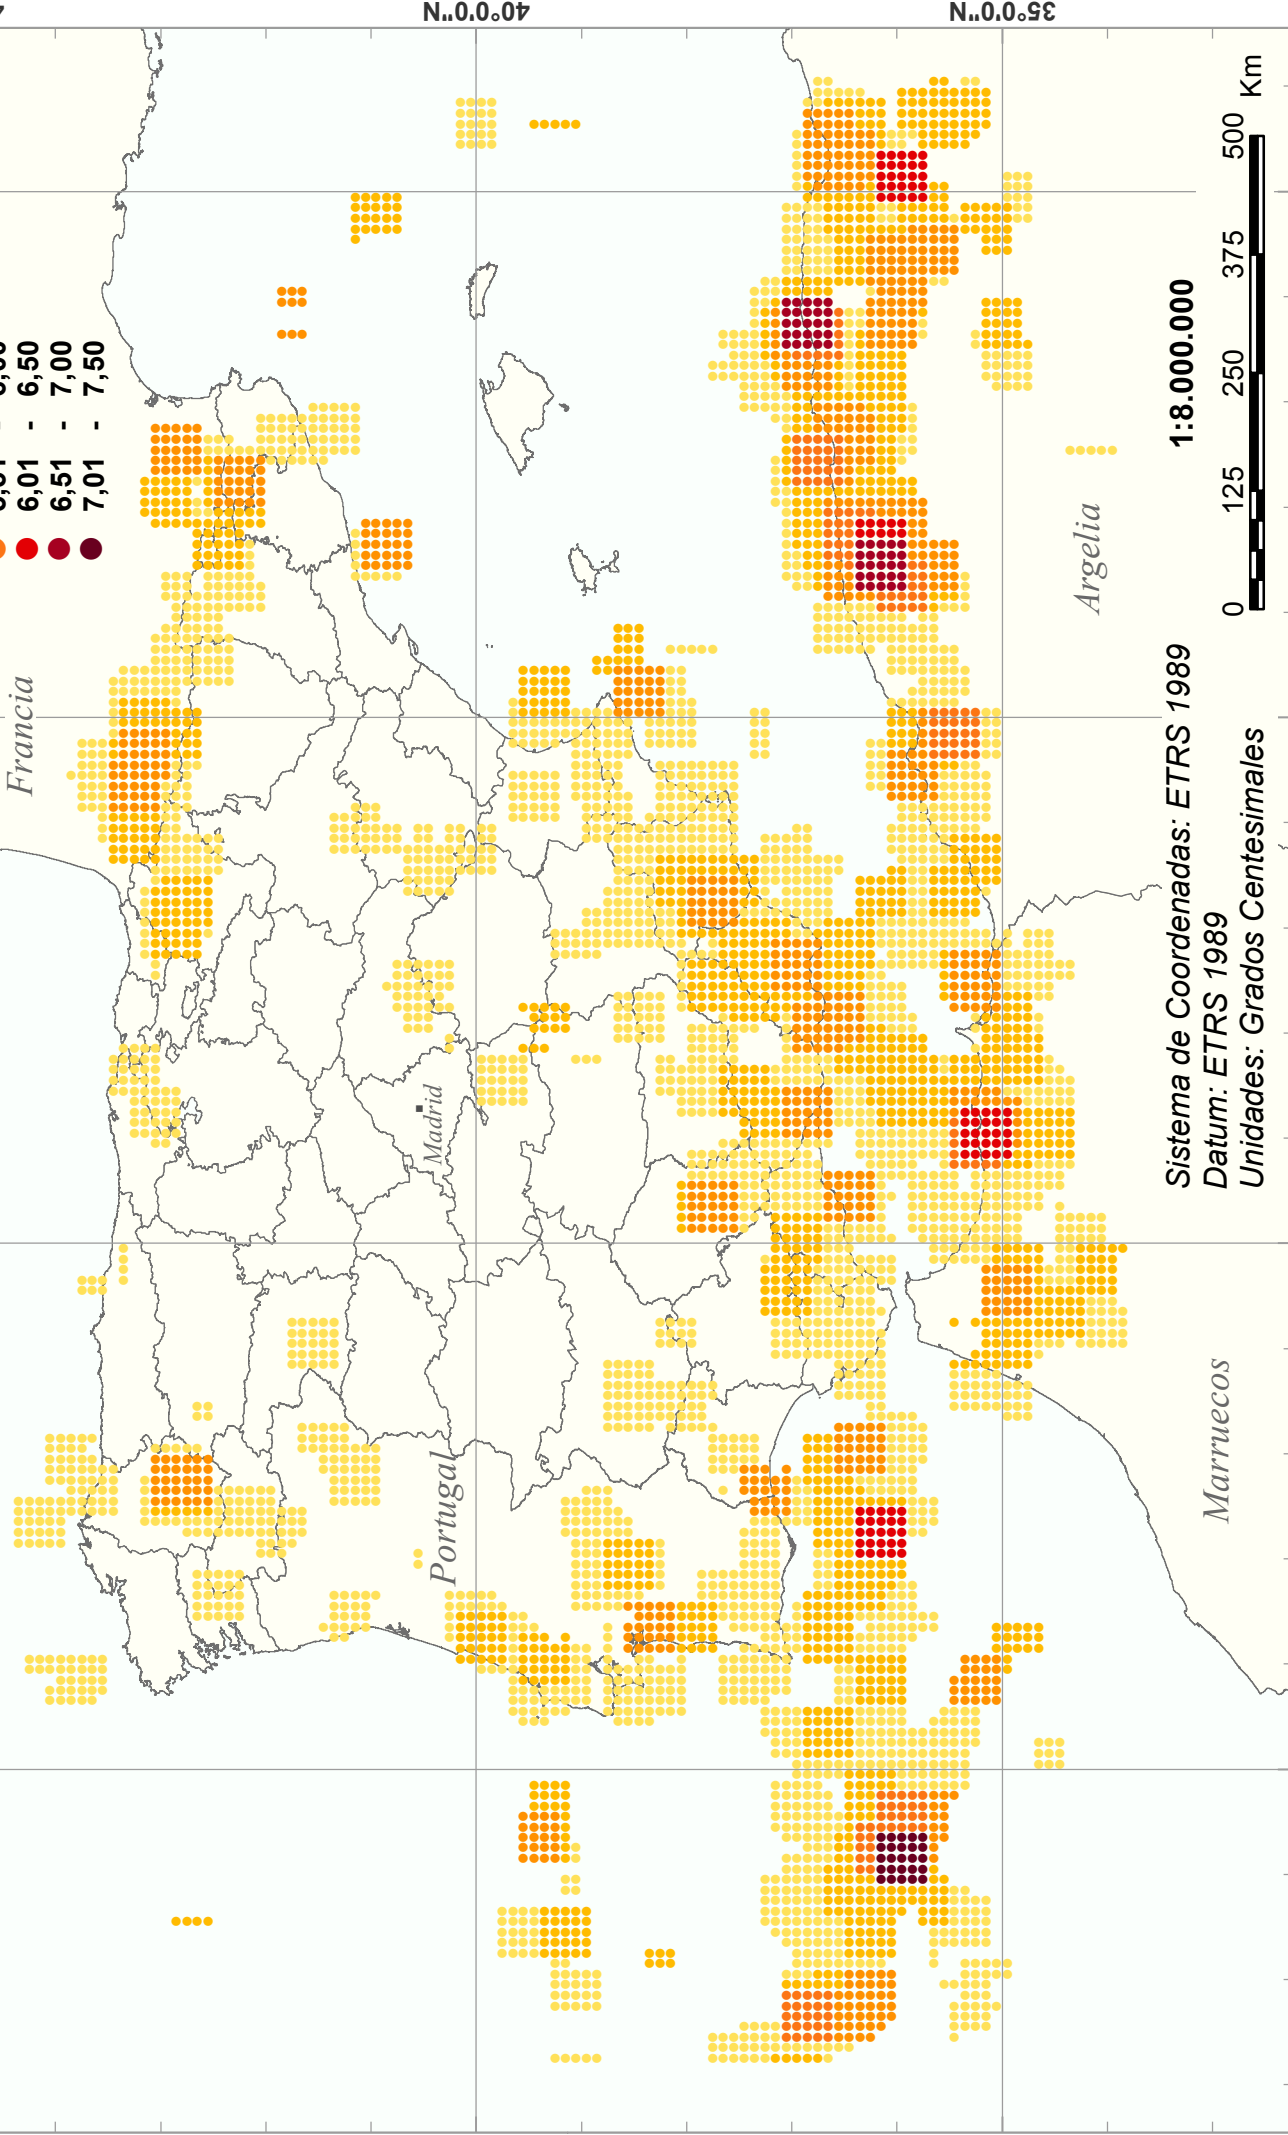 6,01 - 6,50
6,51 - 7,00
7,01 - 7,50
40°0'0"N
35°0'0"N
Francia
Madrid
Portugal
Argelia
Marruecos
1:8.000.000
0 125 250 375 500 Km
Sistema de Coordenadas: ETRS 1989
Datum: ETRS 1989
Unidades: Grados Centesimales